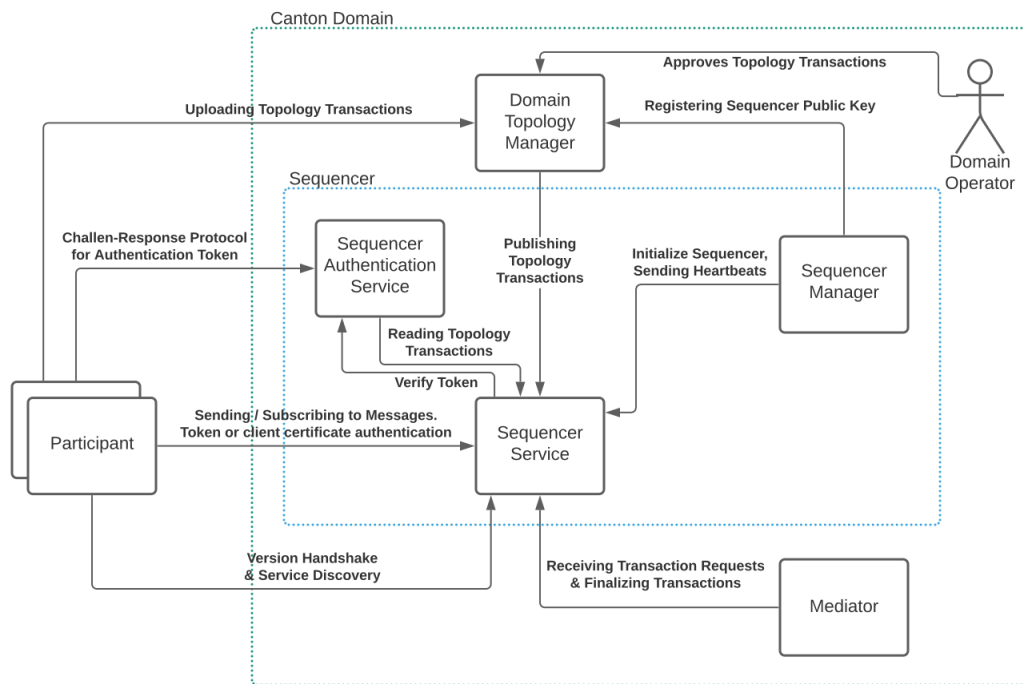 Canton Domain
Approves Topology Transactions
Uploading Topology Transactions
Domain
Topology
Manager
Registering Sequencer Public Key
Domain
Operator
Sequencer
Challen-Response Protocol
for Authentication Token
Sequencer
Authentication
Service
Publishing
Topology
Transactions
Initialize Sequencer,
Sending Heartbeats
Sequencer
Manager
Reading Topology
Transactions
Verify Token
Participant
Sending / Subscribing to Messages.
Token or client certificate authentication
Sequencer
Service
Version Handshake
& Service Discovery
Receiving Transaction Requests
& Finalizing Transactions
Mediator